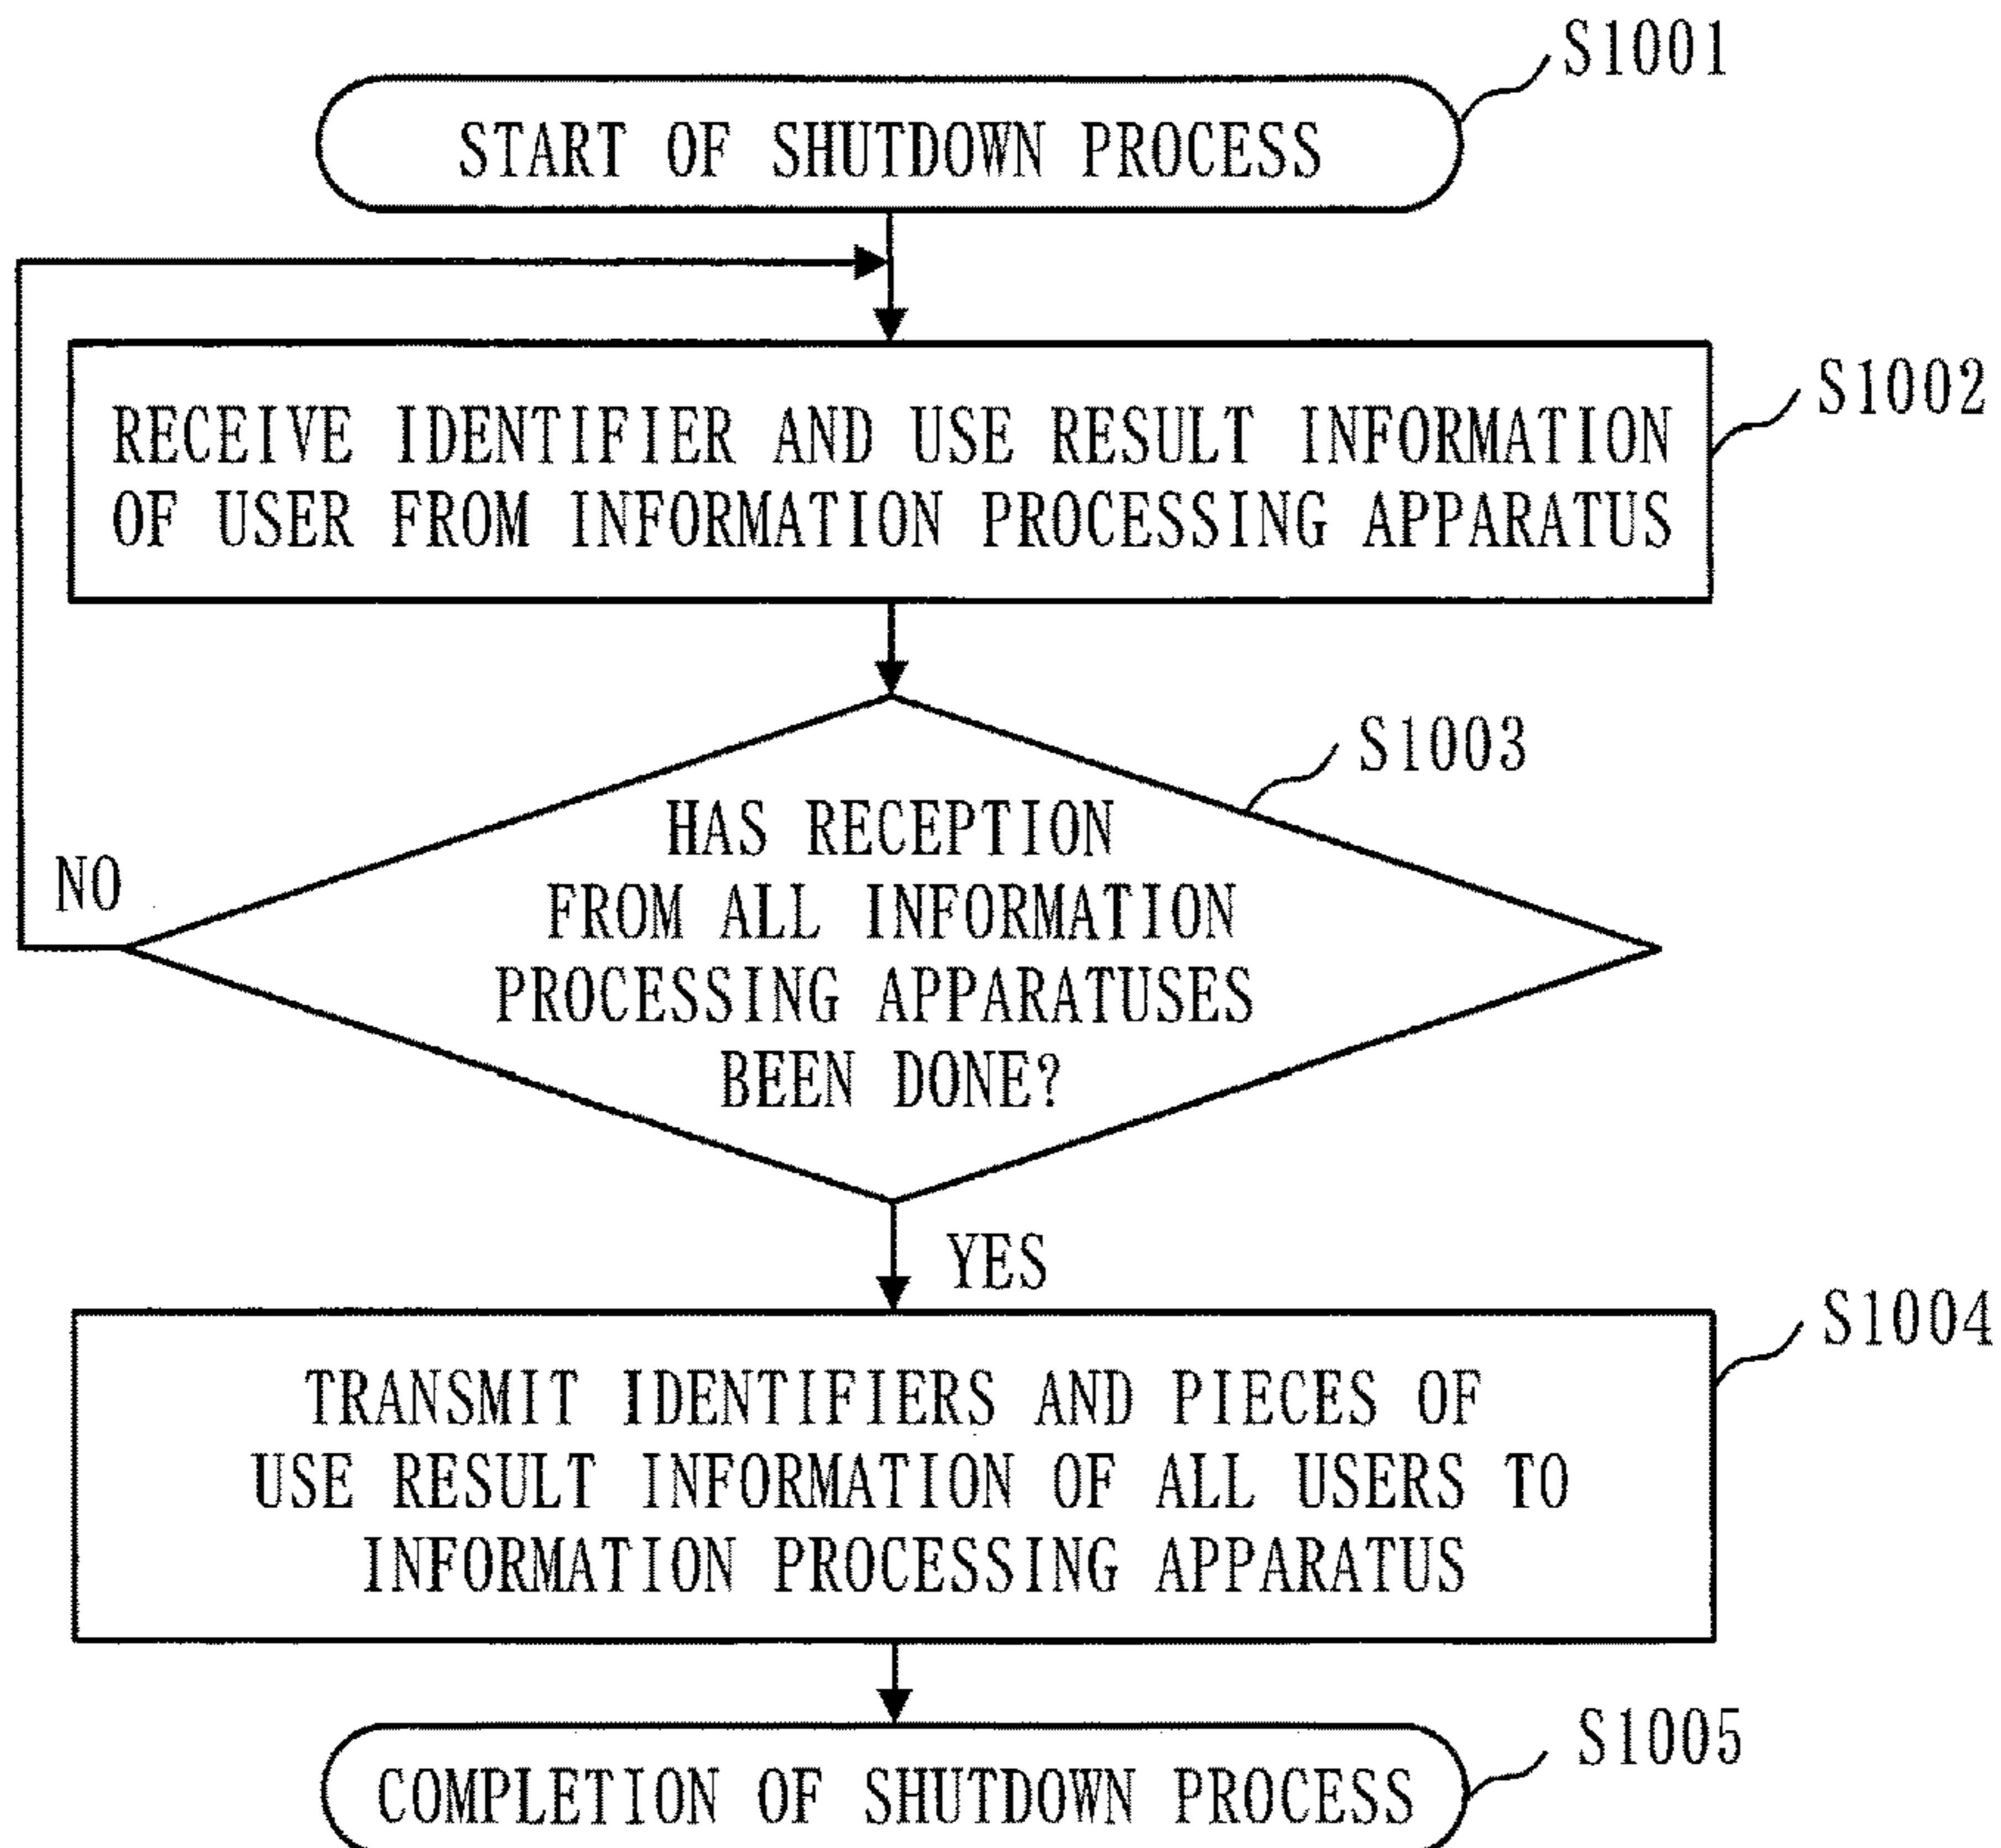 S1001
START OF SHUTDOWN PROCESS
S1002
RECEIVE IDENTIFIER AND USE RESULT INFORMATION
OF USER FROM INFORMATION PROCESSING APPARATUS
S1003
HAS RECEPTION
FROM ALL INFORMATION
PROCESSING APPARATUSES
BEEN DONE?
NO
YES
S1004
TRANSMIT IDENTIFIERS AND PIECES OF
USE RESULT INFORMATION OF ALL USERS TO
INFORMATION PROCESSING APPARATUS
S1005
COMPLETION OF SHUTDOWN PROCESS